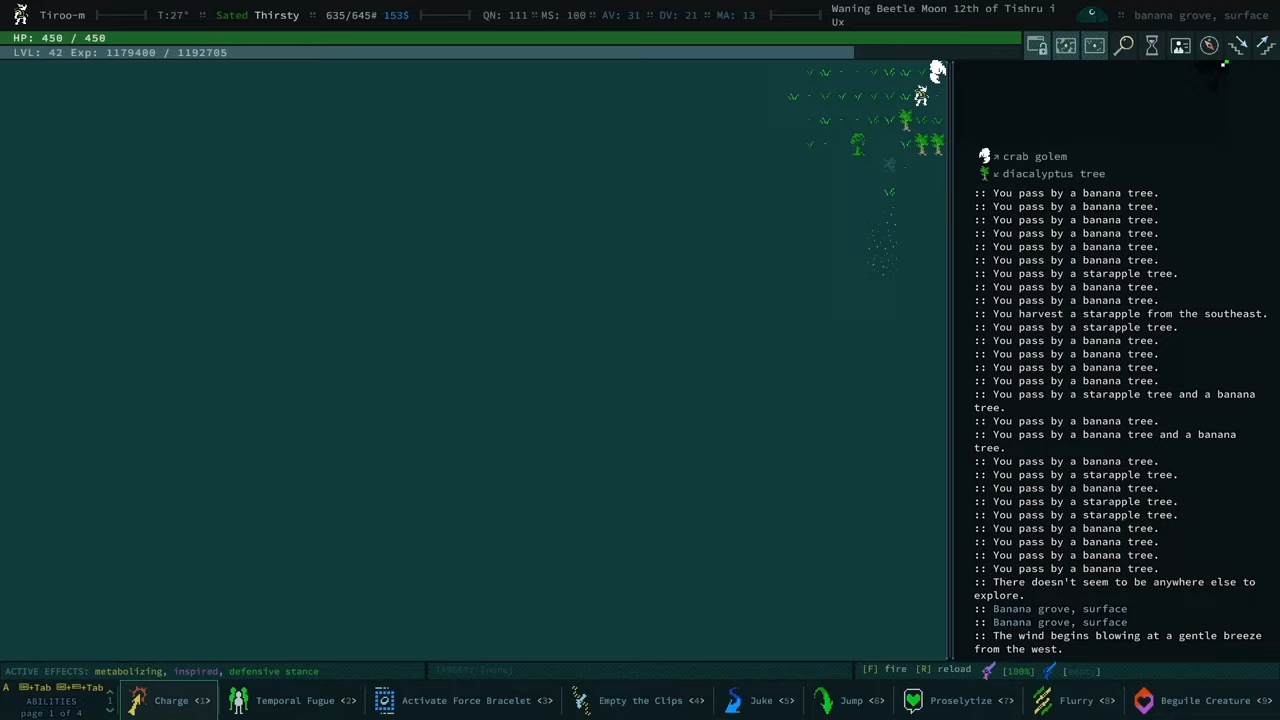 Tiroo-m T:27° Sated Thirsty 635/645# 153$ QN: 111 MS: 100 AV: 31 DV: 21 MA: 13 Waning Beetle Moon 12th of Tishru i
Ux banana grove, surface
HP: 450 / 450
LVL: 42 Exp: 1179400 / 1192705
crab golem
diacalyptus tree
:: You pass by a banana tree.
:: You pass by a banana tree.
:: You pass by a banana tree.
:: You pass by a banana tree.
:: You pass by a banana tree.
:: You pass by a banana tree.
:: You pass by a starapple tree.
:: You pass by a banana tree.
:: You pass by a banana tree.
:: You harvest a starapple from the southeast.
:: You pass by a starapple tree.
:: You pass by a banana tree.
:: You pass by a banana tree.
:: You pass by a banana tree.
:: You pass by a banana tree.
:: You pass by a starapple tree and a banana
tree.
:: You pass by a banana tree.
:: You pass by a banana tree and a banana
tree.
:: You pass by a banana tree.
:: You pass by a starapple tree.
:: You pass by a banana tree.
:: You pass by a starapple tree.
:: You pass by a starapple tree.
:: You pass by a banana tree.
:: You pass by a banana tree.
:: You pass by a banana tree.
:: You pass by a banana tree.
:: There doesn't seem to be anywhere else to
explore.
:: Banana grove, surface
:: Banana grove, surface
:: The wind begins blowing at a gentle breeze
from the west.
ACTIVE EFFECTS: metabolizing, inspired, defensive stance
TARGET: [none]
[F] fire [R] reload [100%] [empty]
A +Tab +Tab
ABILITIES 1
page 1 of 4
Charge <1>
Temporal Fugue <2>
Activate Force Bracelet <3>
Empty the Clips <4>
Juke <5>
Jump <6>
Proselytize <7>
Flurry <8>
Beguile Creature <9>